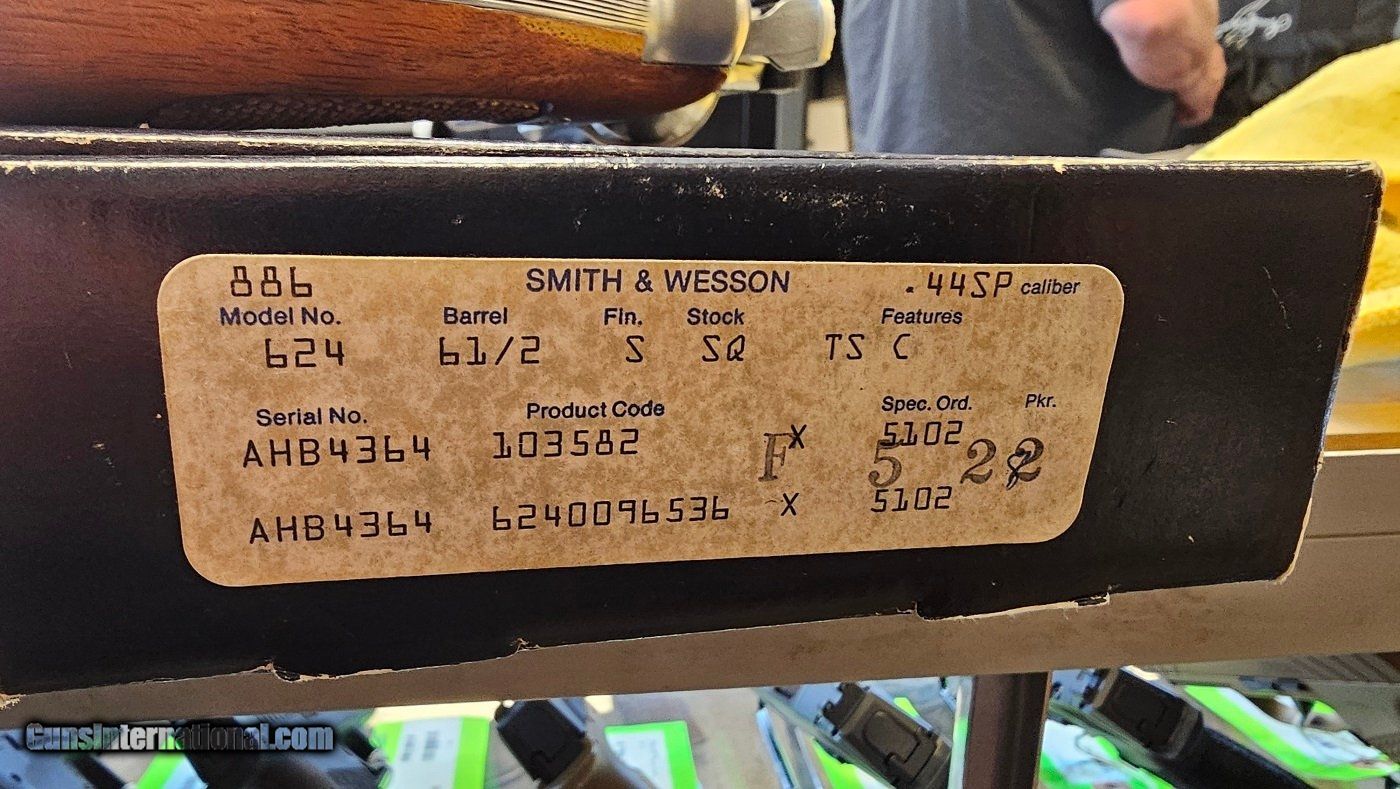 886 SMITH & WESSON .44SP caliber
Model No. Barrel Fin. Stock Features
624 61/2 S SQ TS C
Serial No. Product Code Spec. Ord. Pkr.
AHB4364 103582 X 5102
F 5 22
AHB4364 6240096536 X 5102
GunsInternational.com